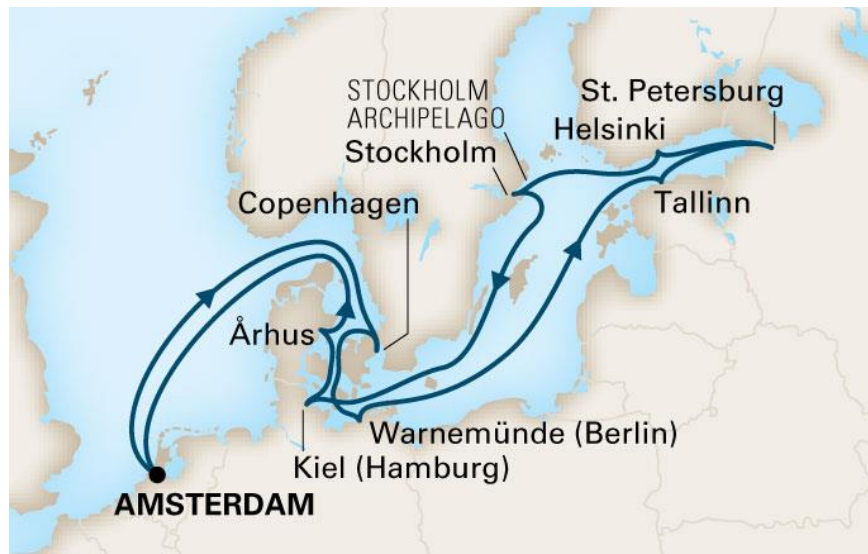 STOCKHOLM
ARCHIPELAGO
Stockholm
St. Petersburg
Helsinki
Tallinn
Copenhagen
Århus
Warnemünde (Berlin)
Kiel (Hamburg)
AMSTERDAM